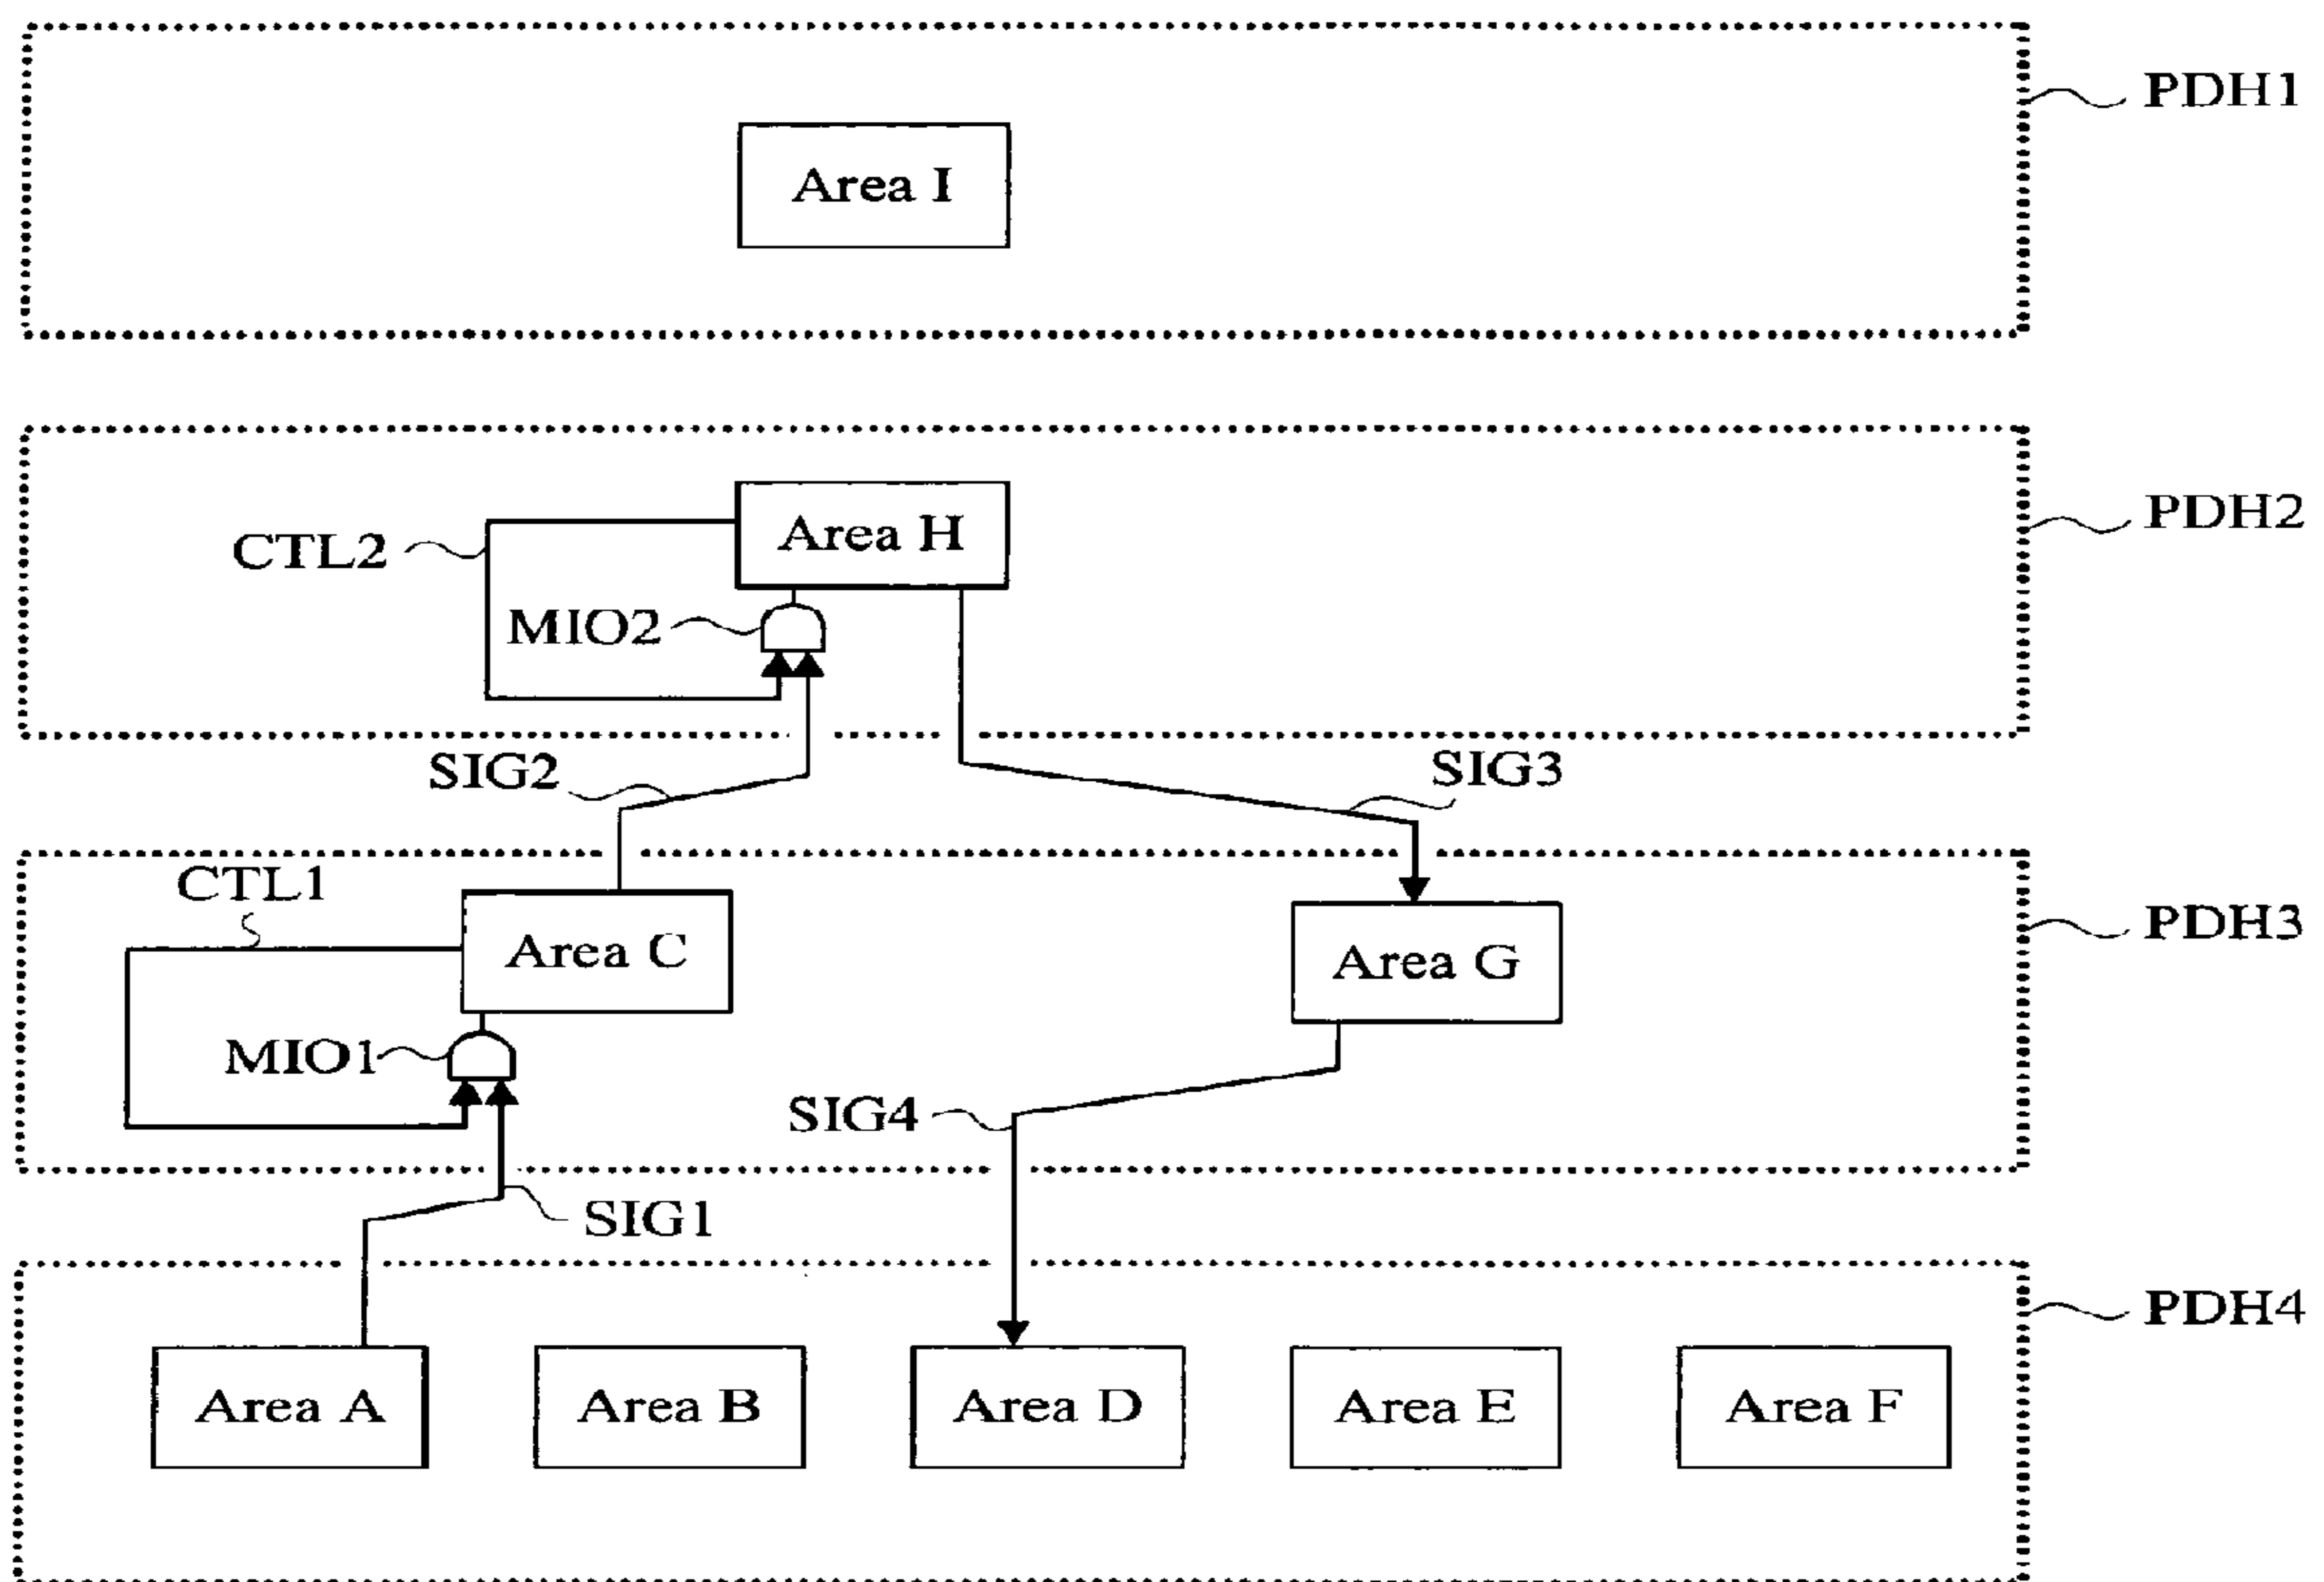 PDH1
Area I
PDH2
Area H
CTL2
MIO2
SIG2
SIG3
CTL1
PDH3
Area C
Area G
MIO1
SIG4
SIG1
PDH4
Area A
Area B
Area D
Area E
Area F